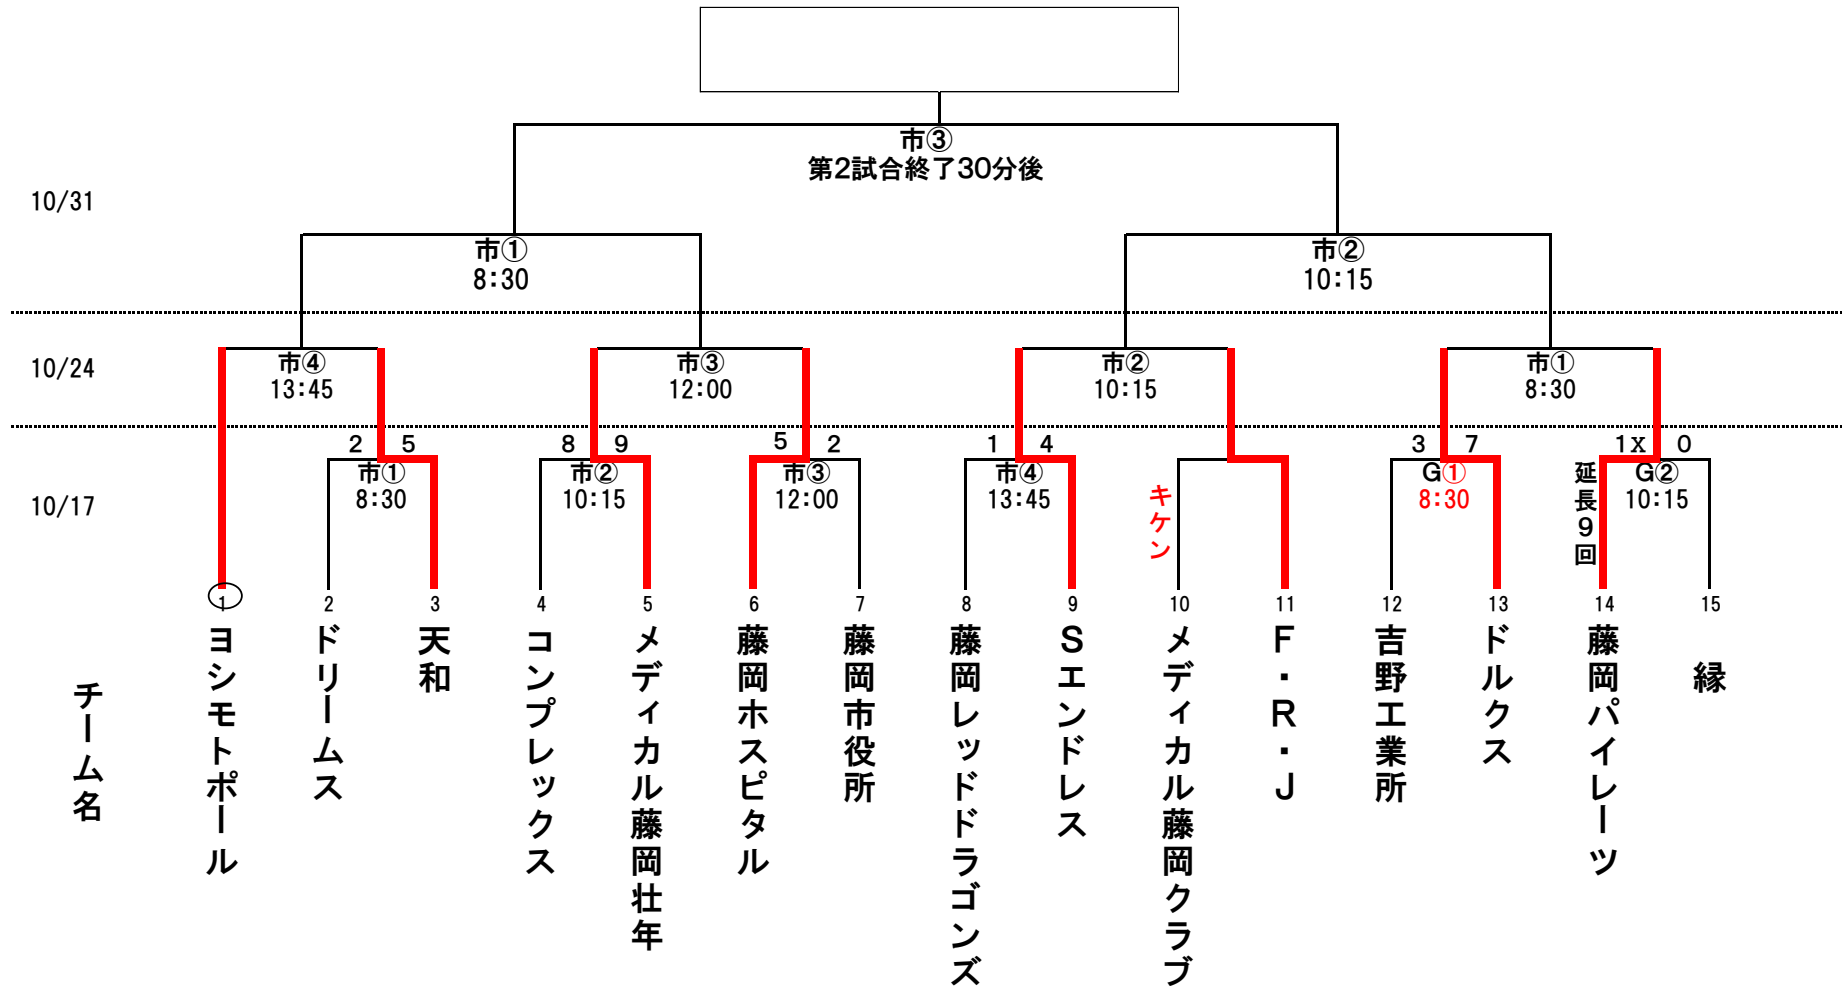 市③
第2試合終了30分後
10/31
市①
8:30
市②
10:15
10/24
市④
13:45
市③
12:00
市②
10:15
市①
8:30
2 5
8 9
5 2
1 4
3 7
1x 0
10/17
市①
8:30
市②
10:15
市③
12:00
市④
13:45
キケン
G①
8:30
延長9回
G②
10:15
1 2 3 4 5 6 7 8 9 10 11 12 13 14 15
チーム名
ヨシモトポール
ドリームス
天和
コンプレックス
メディカル藤岡壮年
藤岡ホスピタル
藤岡市役所
藤岡レッドドラゴンズ
Sエンドレス
メディカル藤岡クラブ
F・R・J
吉野工業所
ドルクス
藤岡パイレーツ
縁